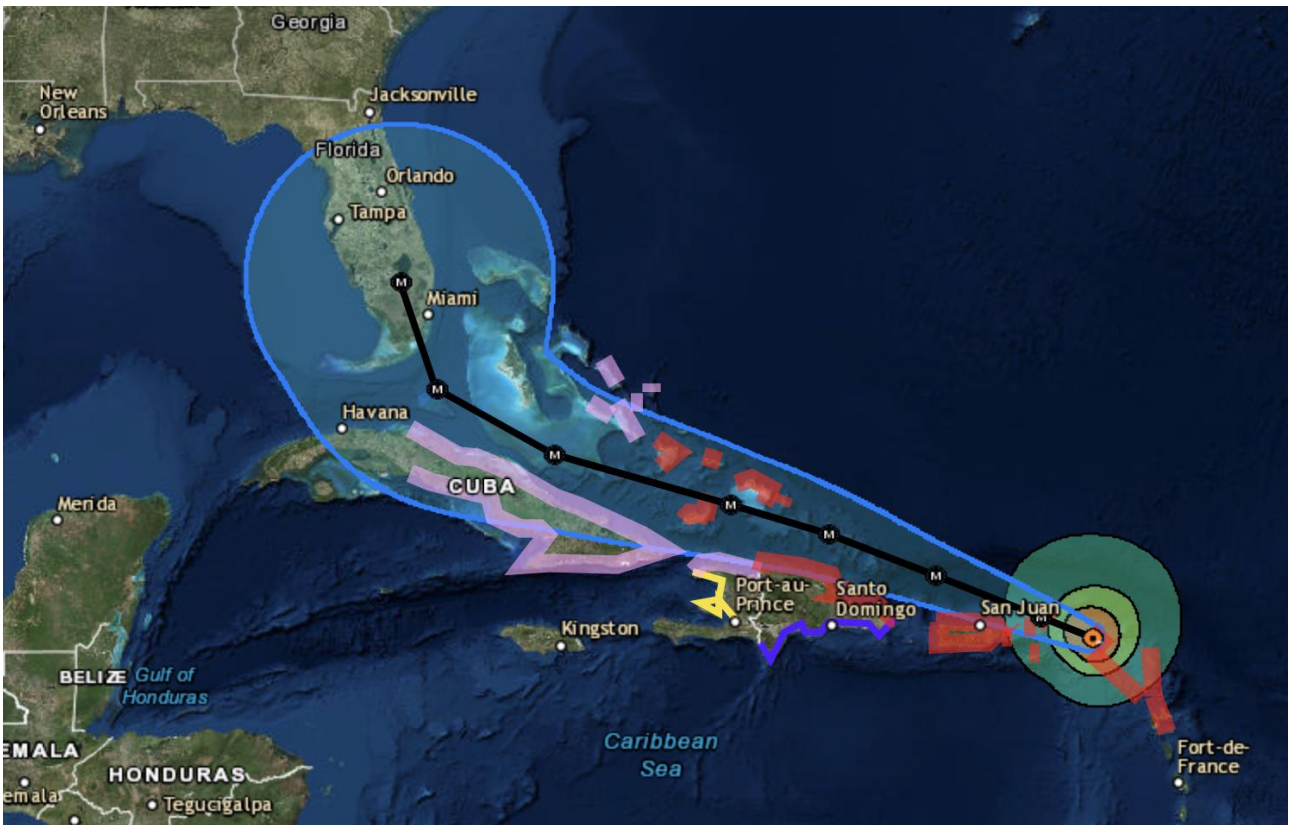 Georgia
New
Orleans
Jacksonville
Florida
Orlando
Tampa
M
Miami
M
Havana
M
CUBA
M
Merida
M
M
Port-au-
Prince
Santo
Domingo
San Juan
M
Kingston
BELIZE
Gulf of
Honduras
Caribbean
Sea
EMALA
HONDURAS
Fort-de-
France
emala
Tegucigalpa